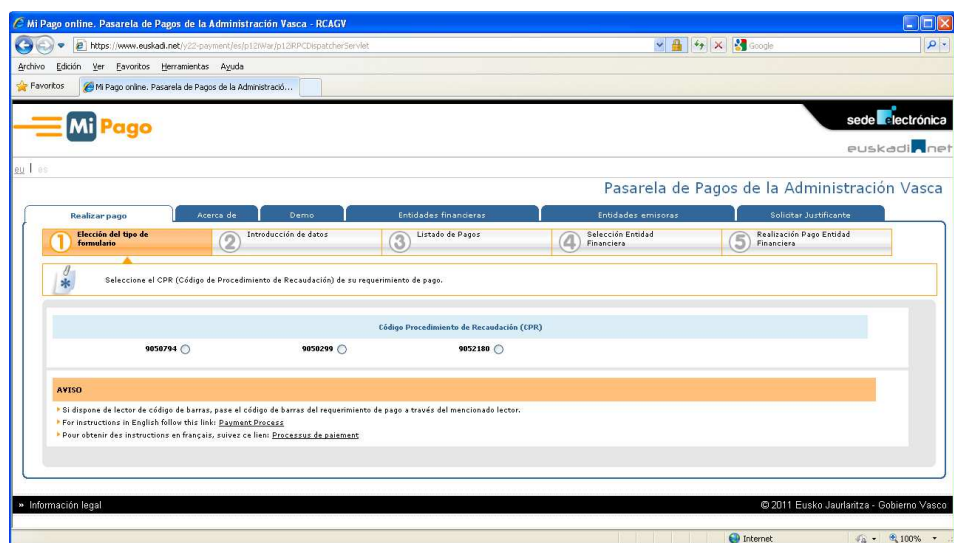 Mi Pago online. Pasarela de Pagos de la Administración Vasca - RCAGV
https://www.euskadi.net/y22-payment/es/p12iWar/p12iRPCDispatcherServlet
Google
Archivo Edición Ver Favoritos Herramientas Ayuda
Favoritos Mi Pago online. Pasarela de Pagos de la Administració...
Mi Pago
sede electrónica
euskadi net
eu | es
Pasarela de Pagos de la Administración Vasca
Realizar pago Acerca de Demo Entidades financieras Entidades emisoras Solicitar Justificante
1 Elección del tipo de formulario 2 Introducción de datos 3 Listado de Pagos 4 Selección Entidad Financiera 5 Realización Pago Entidad Financiera
Seleccione el CPR (Código de Procedimiento de Recaudación) de su requerimiento de pago.
Código Procedimiento de Recaudación (CPR)
9050794 9050299 9052180
AVISO
Si dispone de lector de código de barras, pase el código de barras del requerimiento de pago a través del mencionado lector.
For instructions in English follow this link: Payment Process
Pour obtenir des instructions en français, suivez ce lien: Processus de paiement
» Información legal © 2011 Eusko Jaurlaritza - Gobierno Vasco
Internet 100%